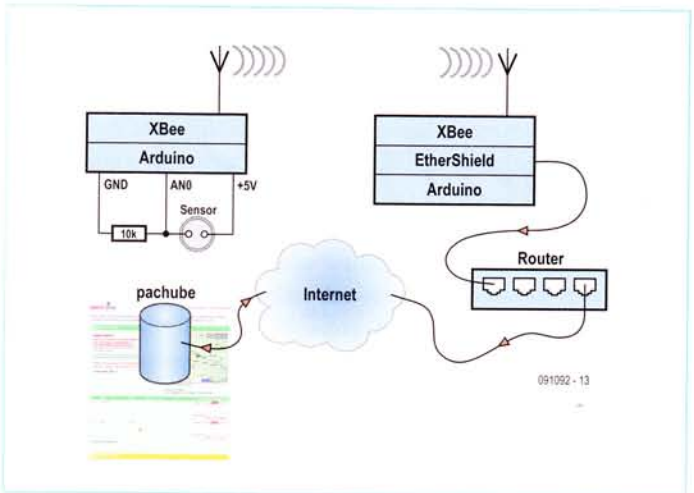 XBee
Arduino
GND
AN0
+5V
Sensor
10k
XBee
EtherShield
Arduino
Router
pachube
Internet
091092 - 13